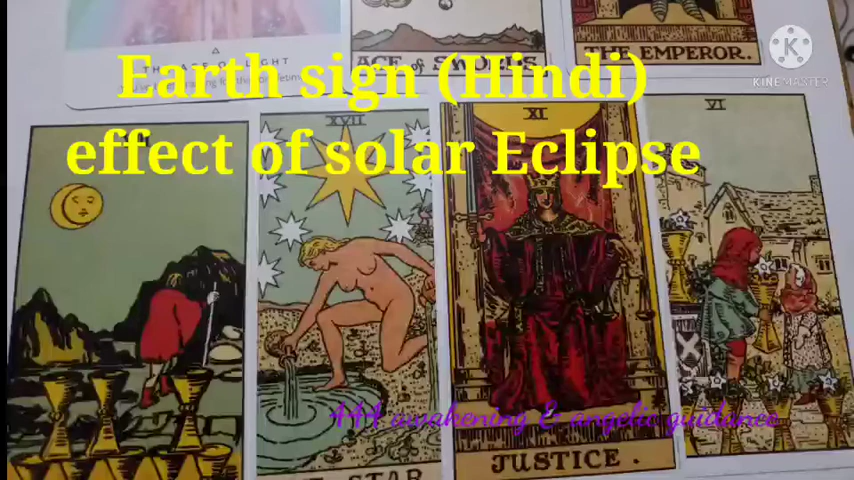 THE EMPEROR.
ACE of SWORDS.
KINEMASTER
Earth sign (Hindi)
effect of solar Eclipse
XVII
XI
VI
444 awakening & angelic guidance
STAR
JUSTICE.